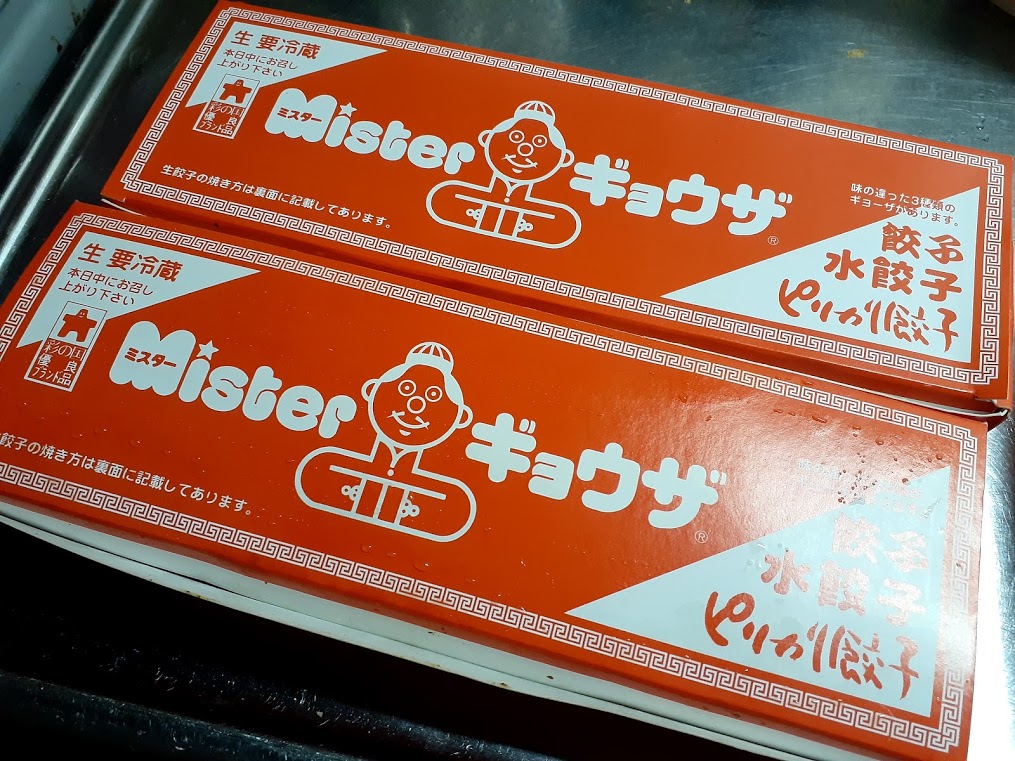 生 要冷蔵
本日中にお召し
上がり下さい
彩の国
優良
ブランド品
ミスター
Mister ギョウザ
®
生餃子の焼き方は裏面に記載してあります。
味の違った3種類の
ギョーザがあります。
餃子
水餃子
ピリカリ餃子
生 要冷蔵
本日中にお召し
上がり下さい
彩の国
優良
ブランド品
ミスター
Mister ギョウザ
®
餃子の焼き方は裏面に記載してあります。
餃子
水餃子
ピリカリ餃子